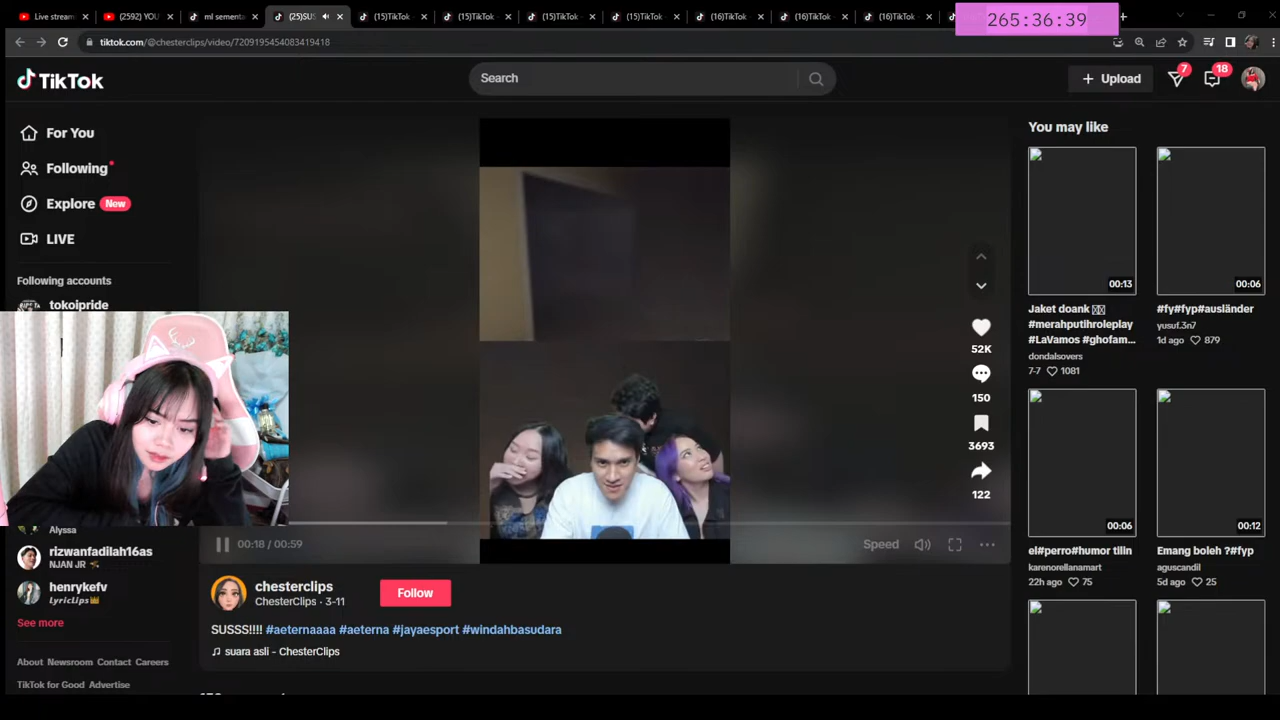 Live stream
(2592) YOU
ml sementa
(25)SUS
(15)TikTok
(15)TikTok
(15)TikTok
(15)TikTok
(16)TikTok
(16)TikTok
(16)TikTok
265:36:39
tiktok.com/@chesterclips/video/7209195454083419418
TikTok
Search
Upload
7
18
For You
Following
Explore New
LIVE
Following accounts
tokoipride
Alyssa
rizwanfadilah16as
NJAN JR
henrykefv
LyricLips
See more
About Newsroom Contact Careers
TikTok for Good Advertise
52K
150
3693
122
00:18 / 00:59
Speed
chesterclips
ChesterClips · 3-11
Follow
SUSSS!!!! #aeternaaaa #aeterna #jayaesport #windahbasudara
suara asli - ChesterClips
You may like
00:13
Jaket doank
#merahputihroleplay
#LaVamos #ghofam...
dondalsovers
7-7 1081
00:06
#fy#fyp#ausländer
yusuf.3n7
1d ago 879
00:06
el#perro#humor tilin
karenorellanamart
22h ago 75
00:12
Emang boleh ?#fyp
aguscandil
5d ago 25